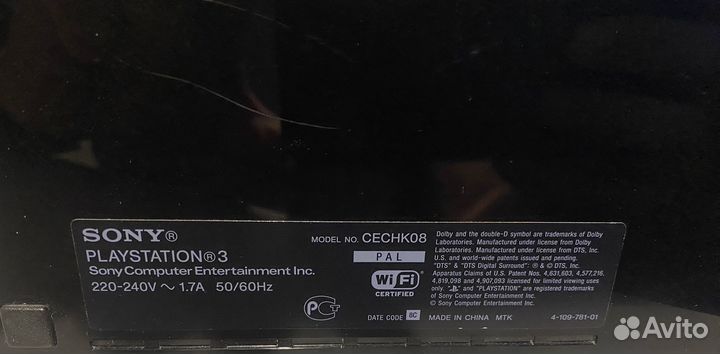 SONY®
PLAYSTATION®3
Sony Computer Entertainment Inc.
220-240V ~ 1.7A 50/60Hz
MODEL NO. CECHK08
PAL
Wi Fi
CERTIFIED
DATE CODE 8C
MADE IN CHINA MTK
Dolby and the double-D symbol are trademarks of Dolby
Laboratories. Manufactured under license from Dolby
Laboratories. Manufactured under license from DTS, Inc.
U.S. and world-wide patents issued and pending.
"DTS" & "DTS Digital Surround" ® & © DTS, Inc.
Apparatus Claims of U.S. Patent Nos. 4,631,603, 4,577,216,
4,819,098 and 4,907,093 licensed for limited viewing uses
only. " " and "PLAYSTATION" are registered trademarks
of Sony Computer Entertainment Inc.
© Sony Computer Entertainment Inc.
4-109-781-01
Avito